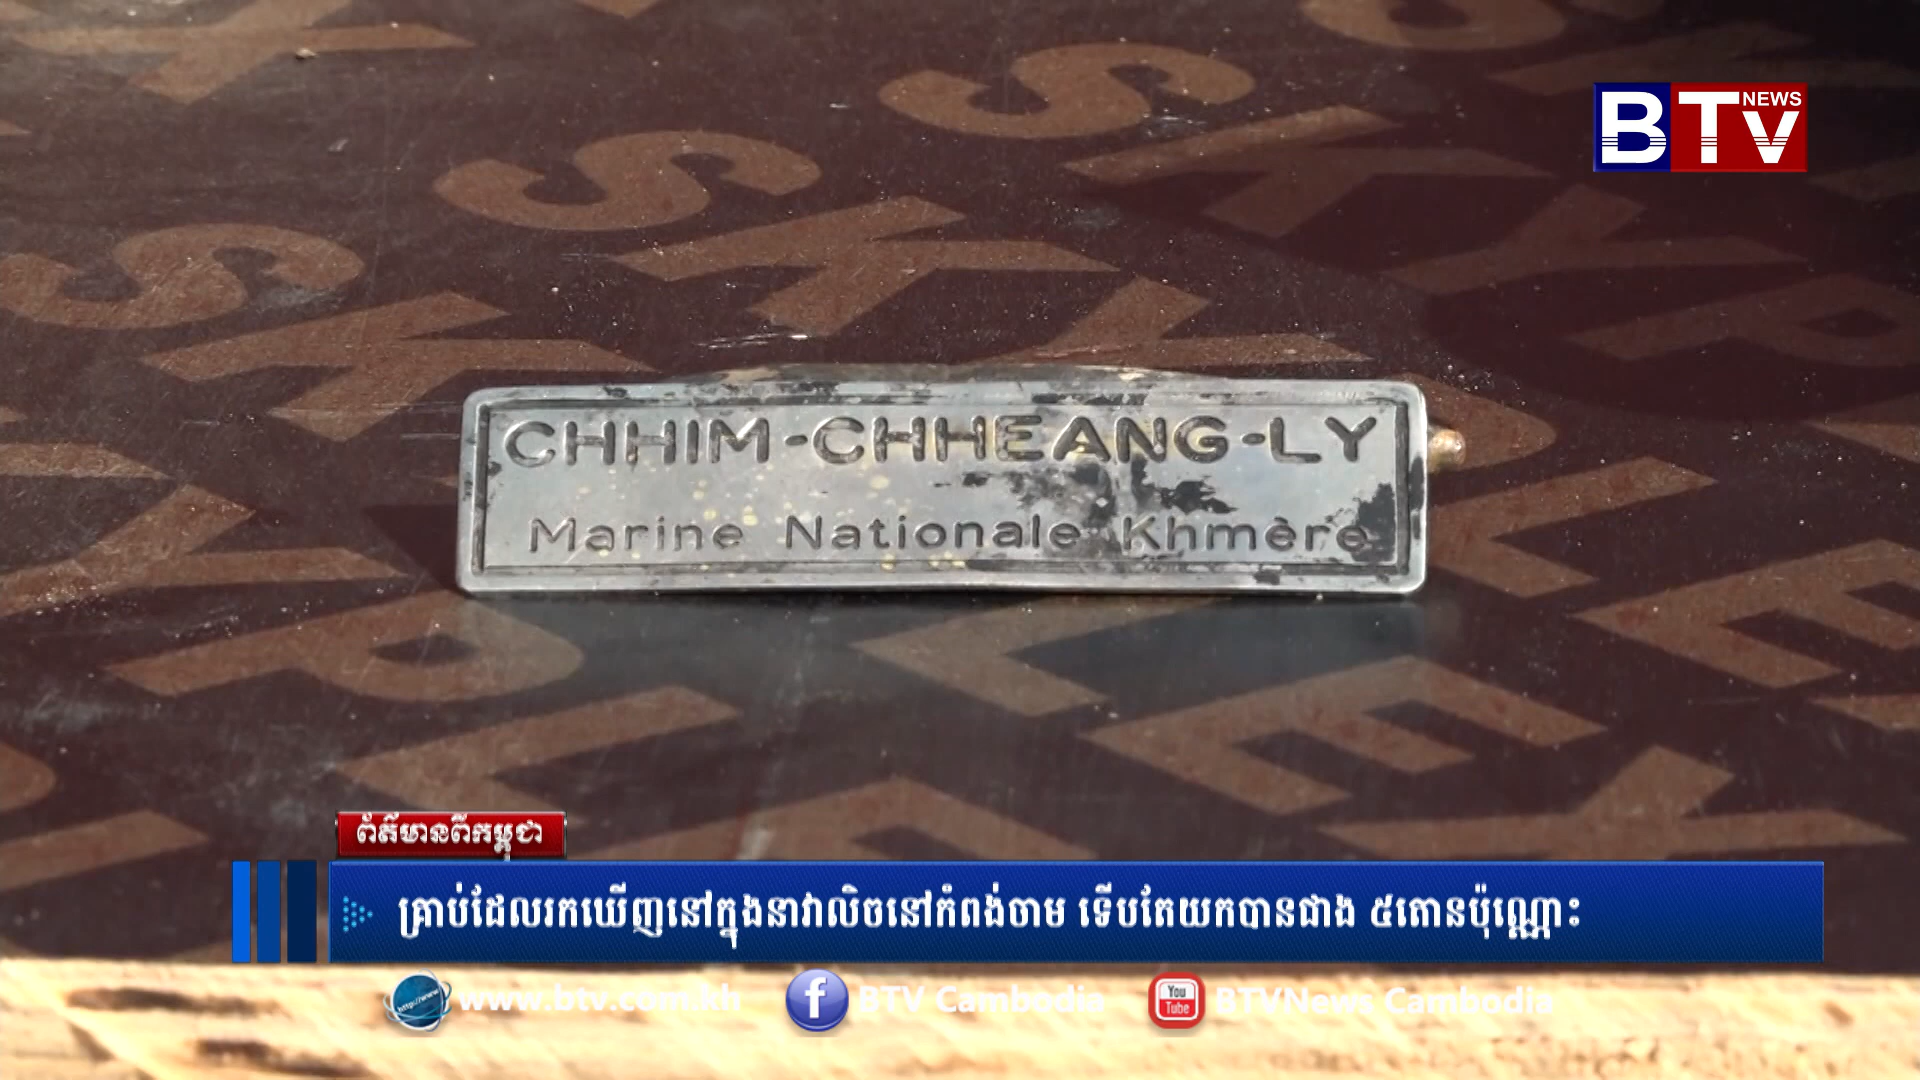 BTV NEWS
SKYPLEY
CHHIM-CHHEANG-LY
Marine Nationale Khmère
ព័ត៌មានពីកម្ពុជា
គ្រាប់ដែលរកឃើញនៅក្នុងនាវាលិចនៅកំពង់ចាម ទើបតែយកបានជាង ៥តោនប៉ុណ្ណោះ
www.btv.com.kh BTV Cambodia BTVNews Cambodia